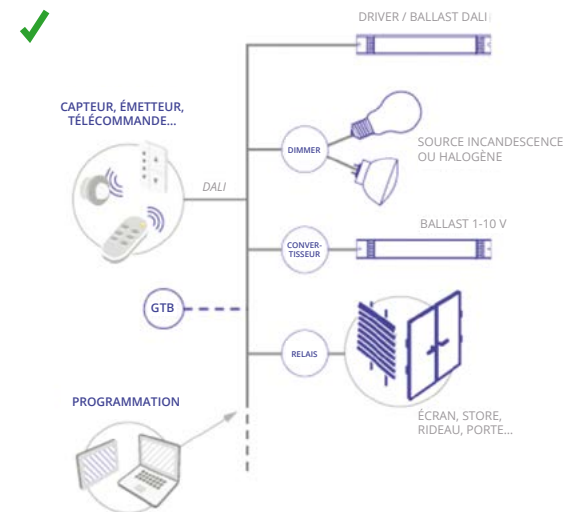 DRIVER / BALLAST DALI
CAPTEUR, ÉMETTEUR,
TÉLÉCOMMANDE...
DALI
DIMMER
SOURCE INCANDESCENCE
OU HALOGÈNE
BALLAST 1-10 V
CONVER-
TISSEUR
GTB
RELAIS
PROGRAMMATION
ÉCRAN, STORE,
RIDEAU, PORTE...